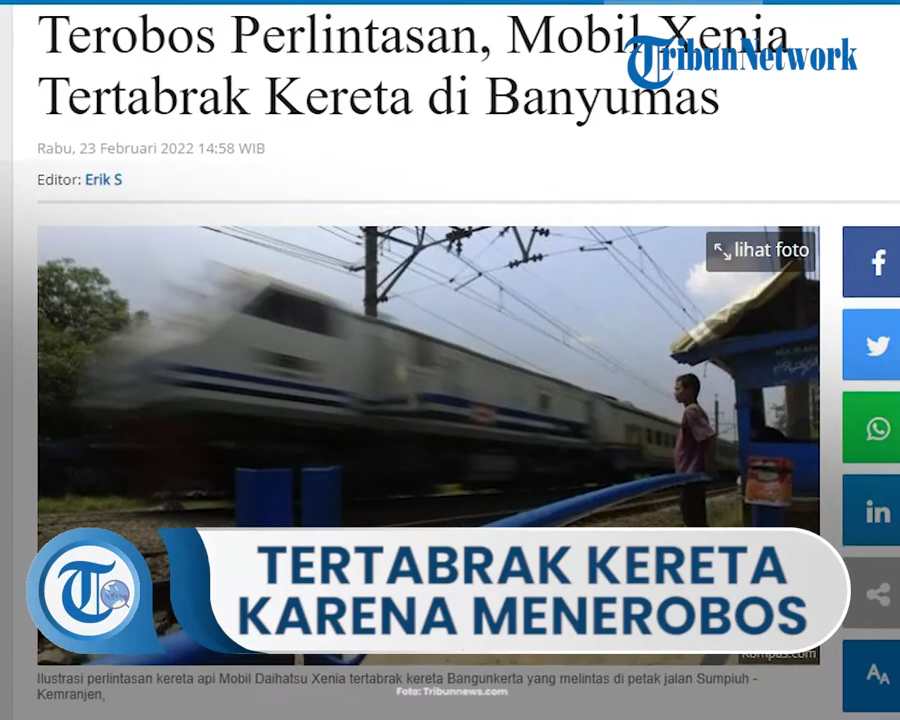 Terobos Perlintasan, Mobil Xenia
TribunNetwork
Tertabrak Kereta di Banyumas
Rabu, 23 Februari 2022 14:58 WIB
Editor: Erik S
lihat foto
TERTABRAK KERETA
KARENA MENEROBOS
Kompas.com
Ilustrasi perlintasan kereta api Mobil Daihatsu Xenia tertabrak kereta Bangunkerta yang melintas di petak jalan Sumpiuh -
Kemranjen,
Foto: Tribunnews.com